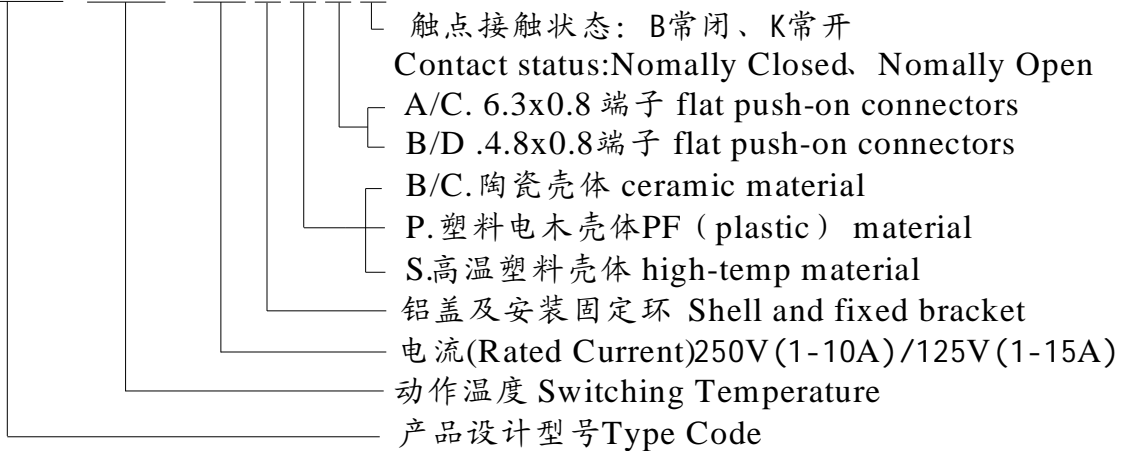 触点接触状态：B常闭、K常开
Contact status:Nomally Closed、Nomally Open
A/C. 6.3x0.8 端子 flat push-on connectors
B/D .4.8x0.8端子 flat push-on connectors
B/C.陶瓷壳体 ceramic material
P.塑料电木壳体PF（plastic） material
S.高温塑料壳体 high-temp material
铝盖及安装固定环 Shell and fixed bracket
电流(Rated Current)250V(1-10A)/125V(1-15A)
动作温度 Switching Temperature
产品设计型号Type Code